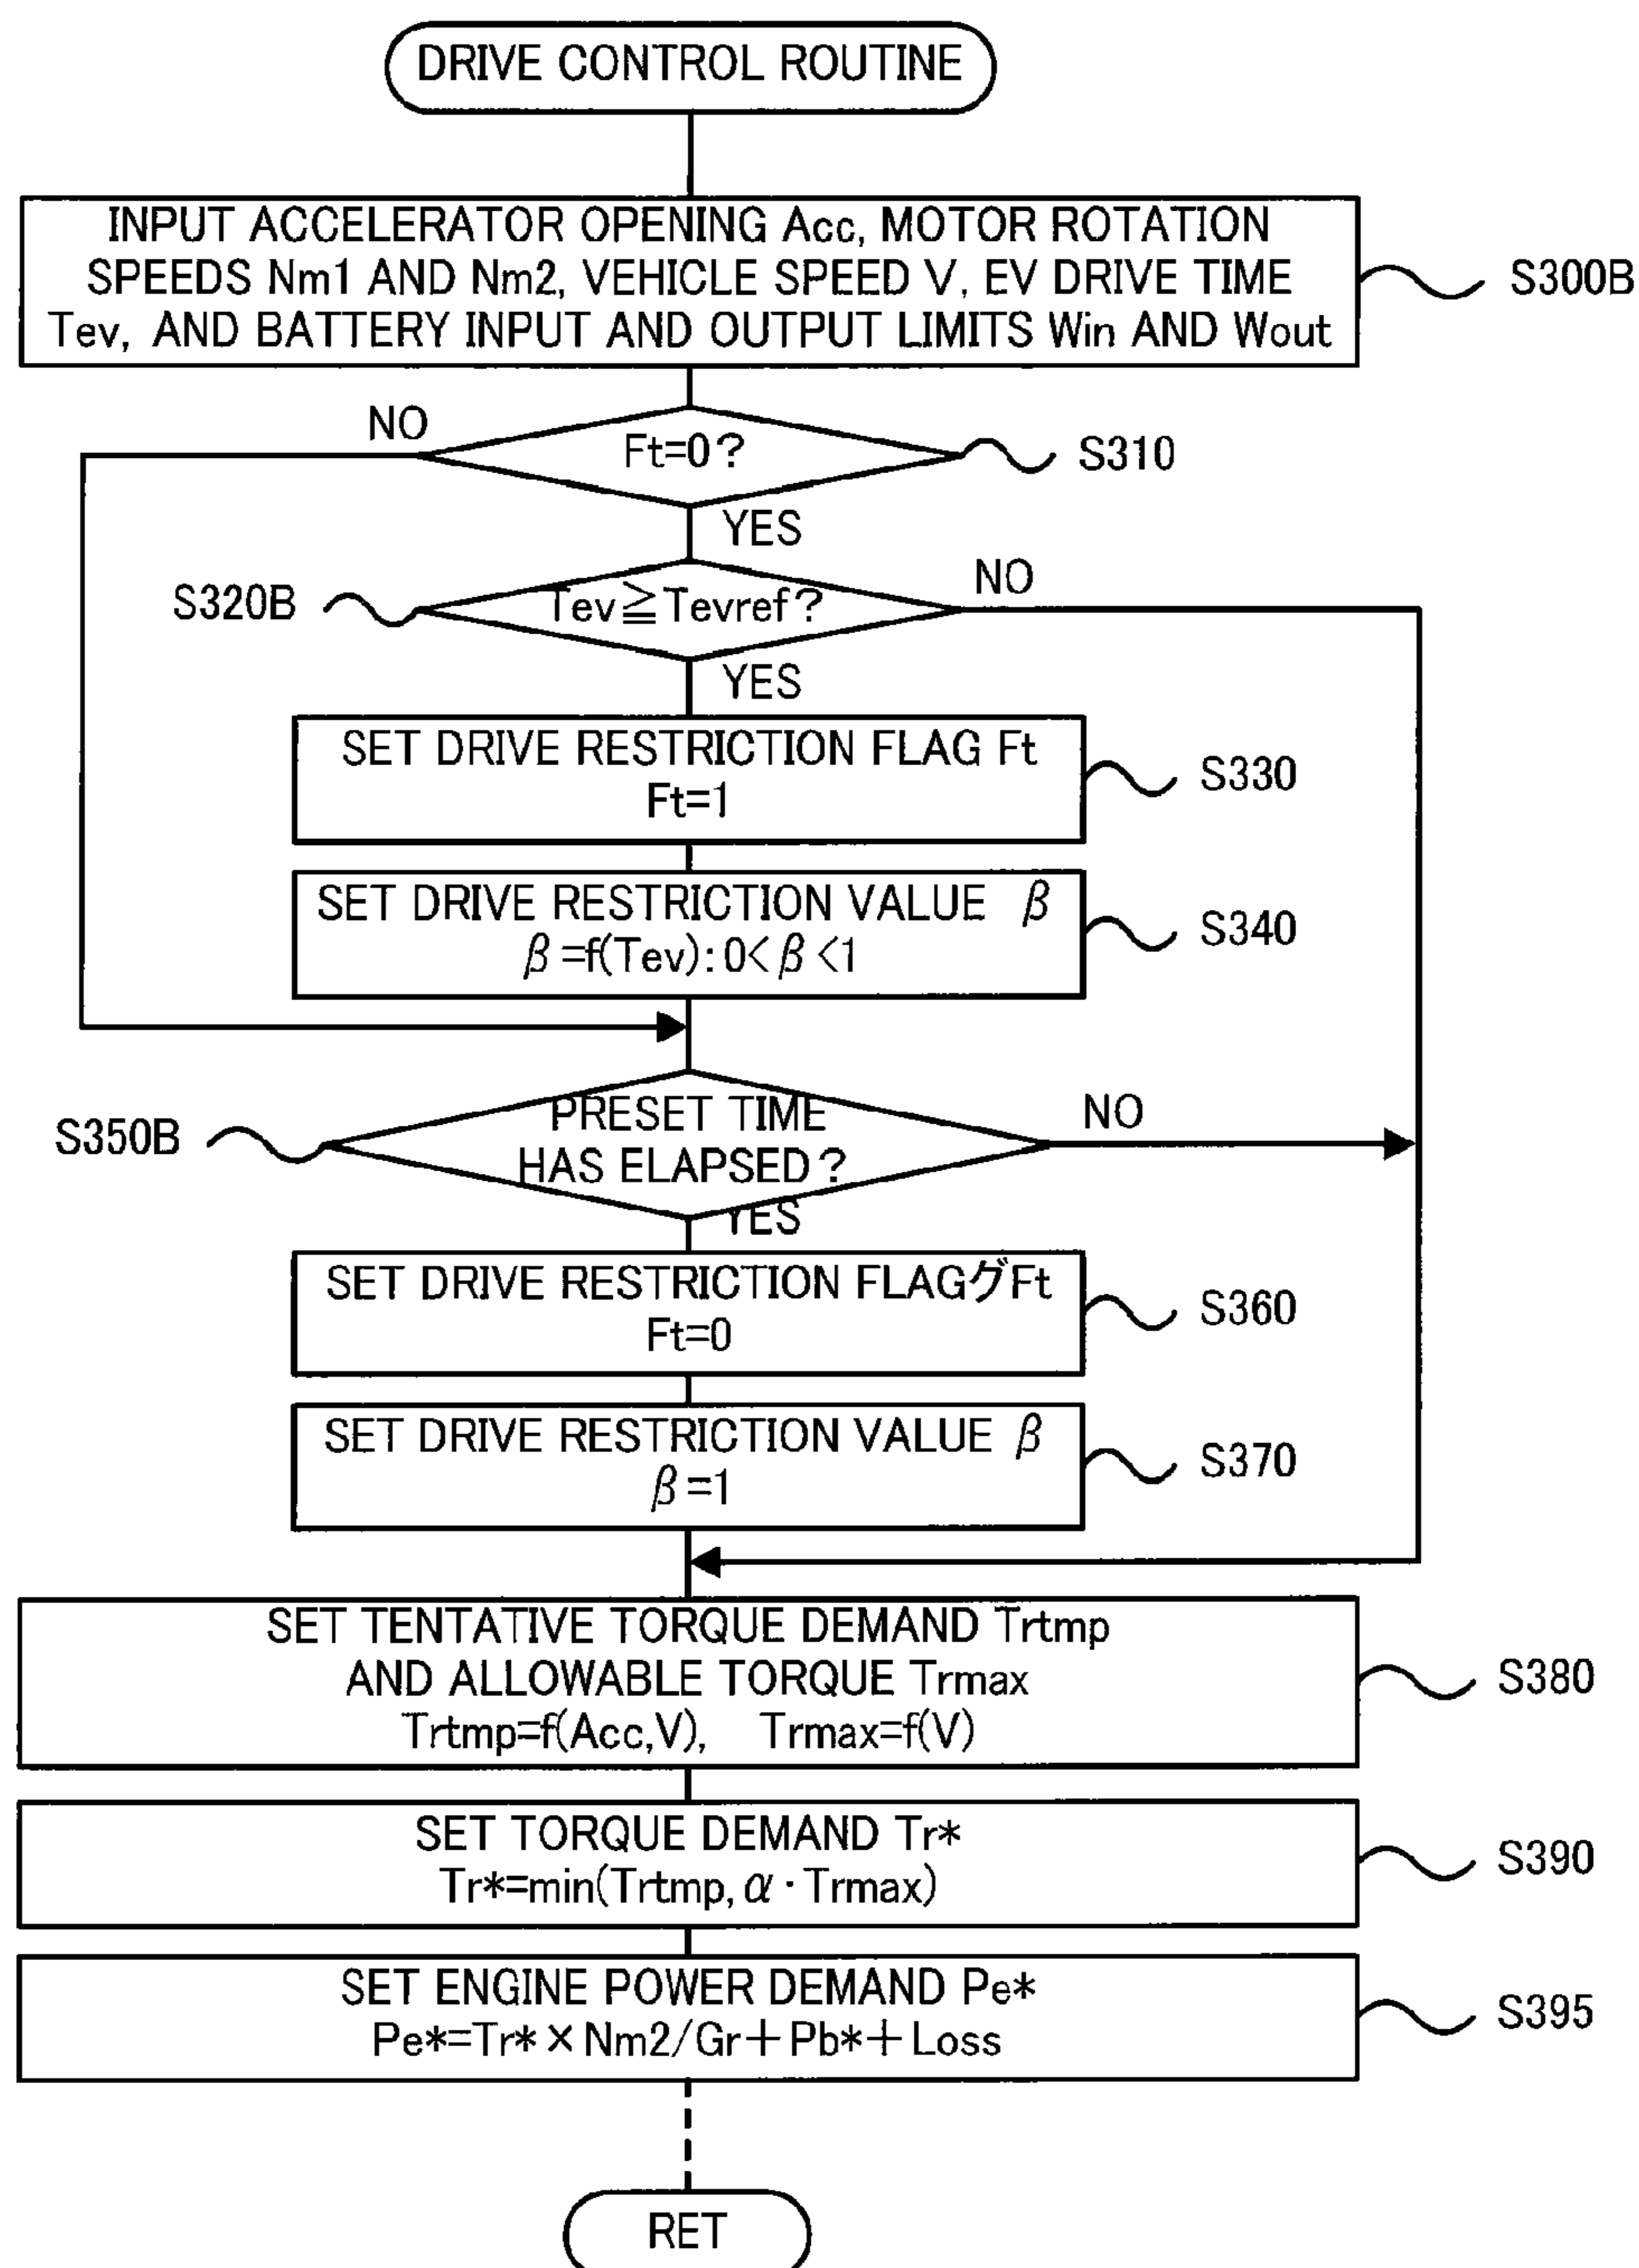 DRIVE CONTROL ROUTINE
INPUT ACCELERATOR OPENING Acc, MOTOR ROTATION
SPEEDS Nm1 AND Nm2, VEHICLE SPEED V, EV DRIVE TIME
Tev, AND BATTERY INPUT AND OUTPUT LIMITS Win AND Wout
S300B
NO
Ft=0?
S310
YES
S320B
Tev≧Tevref?
NO
YES
SET DRIVE RESTRICTION FLAG Ft
Ft=1
S330
SET DRIVE RESTRICTION VALUE β
β=f(Tev):0<β<1
S340
S350B
PRESET TIME
HAS ELAPSED?
NO
YES
SET DRIVE RESTRICTION FLAGグFt
Ft=0
S360
SET DRIVE RESTRICTION VALUE β
β=1
S370
SET TENTATIVE TORQUE DEMAND Trtmp
AND ALLOWABLE TORQUE Trmax
Trtmp=f(Acc,V), Trmax=f(V)
S380
SET TORQUE DEMAND Tr*
Tr*=min(Trtmp,α·Trmax)
S390
SET ENGINE POWER DEMAND Pe*
Pe*=Tr*×Nm2/Gr+Pb*+Loss
S395
RET